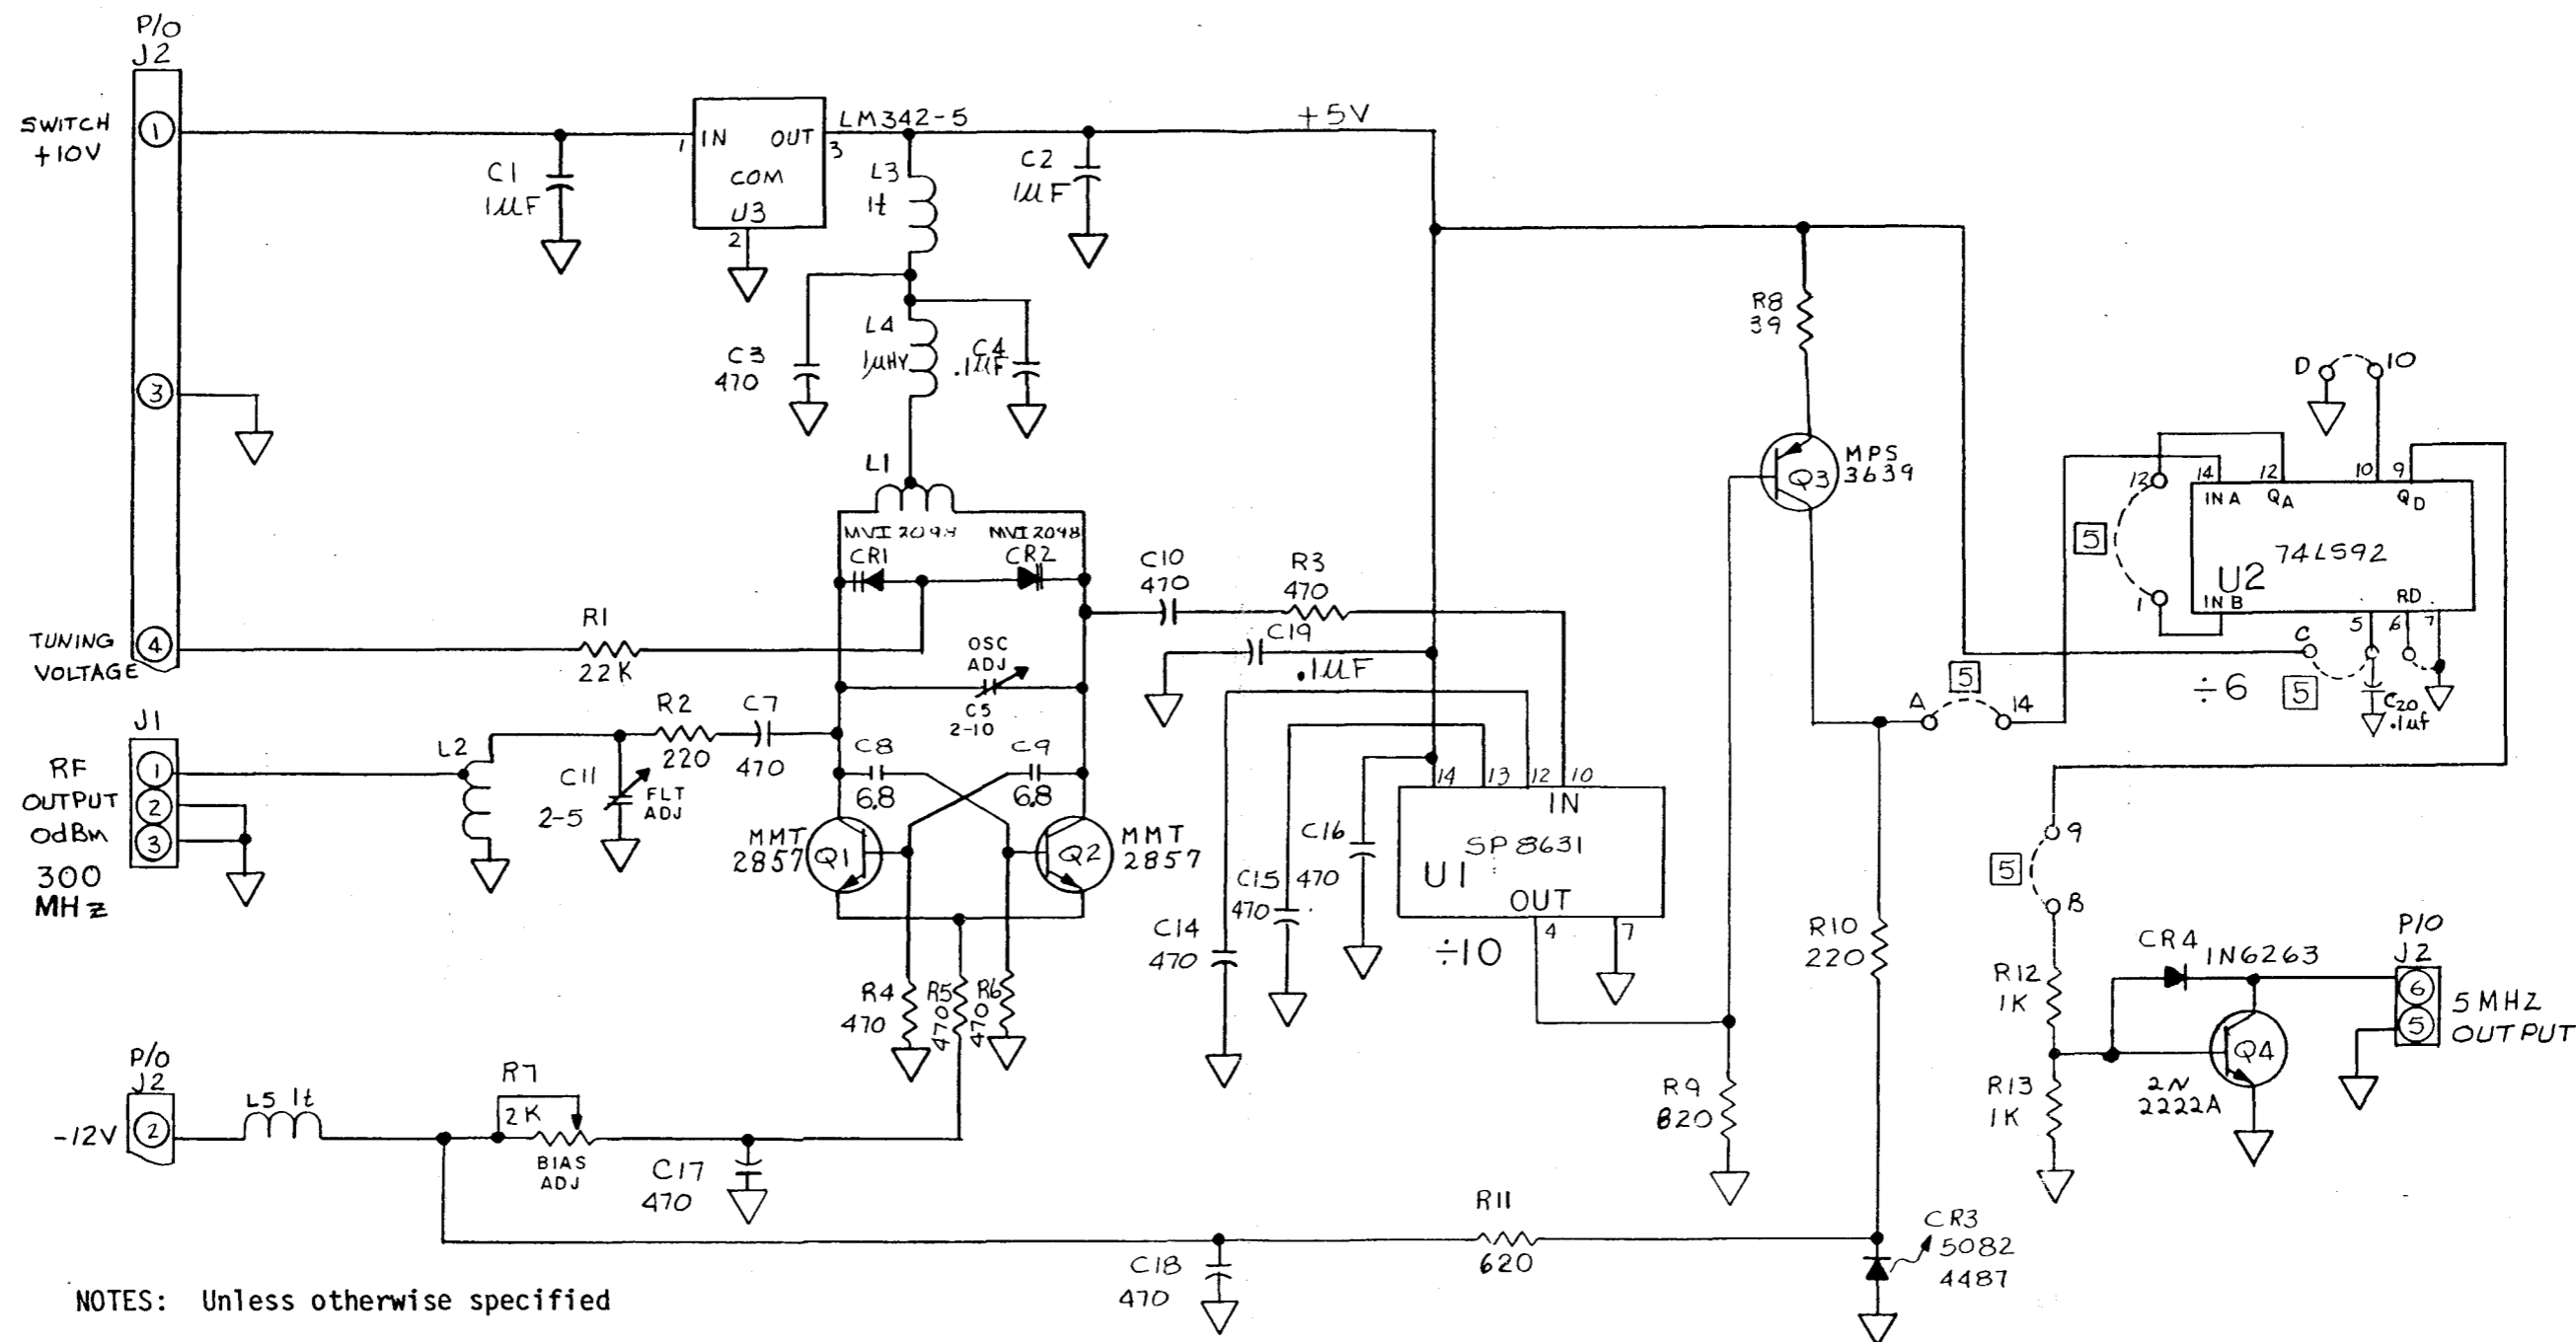 P/O
J2
SWITCH
+10V
1
C1
1µF
1
IN OUT
COM
U3
2
3
LM342-5
L3
1t
C2
1µF
+5V
3
C3
470
L4
1µHY
C4
.1µF
R8
39
MPS
3639
Q3
D
10
L1
MVI 2098
MVI 2098
CR1
CR2
C10
470
R3
470
TUNING
VOLTAGE
4
R1
22K
OSC
ADJ
C5
2-10
C19
.1µF
12
14
12
10
9
IN A
QA
QD
74LS92
U2
IN B
RD
5
1
5
6
7
C
÷6
5
C20
.1uf
A
5
14
J1
RF
OUTPUT
0dBm
300
MHz
1
2
3
L2
C11
2-5
FLT
ADJ
R2
220
C7
470
C8
6.8
C9
6.8
MMT
2857
Q1
Q2
MMT
2857
14
13
12
10
IN
SP8631
U1
OUT
4
7
÷10
C16
470
C15
470
C14
470
9
5
B
R4
470
R5
470
R6
470
R10
220
R12
1K
R13
1K
CR4
1N6263
P/O
J2
6
5
5MHZ
OUTPUT
Q4
2N
2222A
R9
820
P/O
J2
-12V
2
L5 1t
R7
2K
BIAS
ADJ
C17
470
C18
470
R11
620
CR3
5082
4487
NOTES: Unless otherwise specified